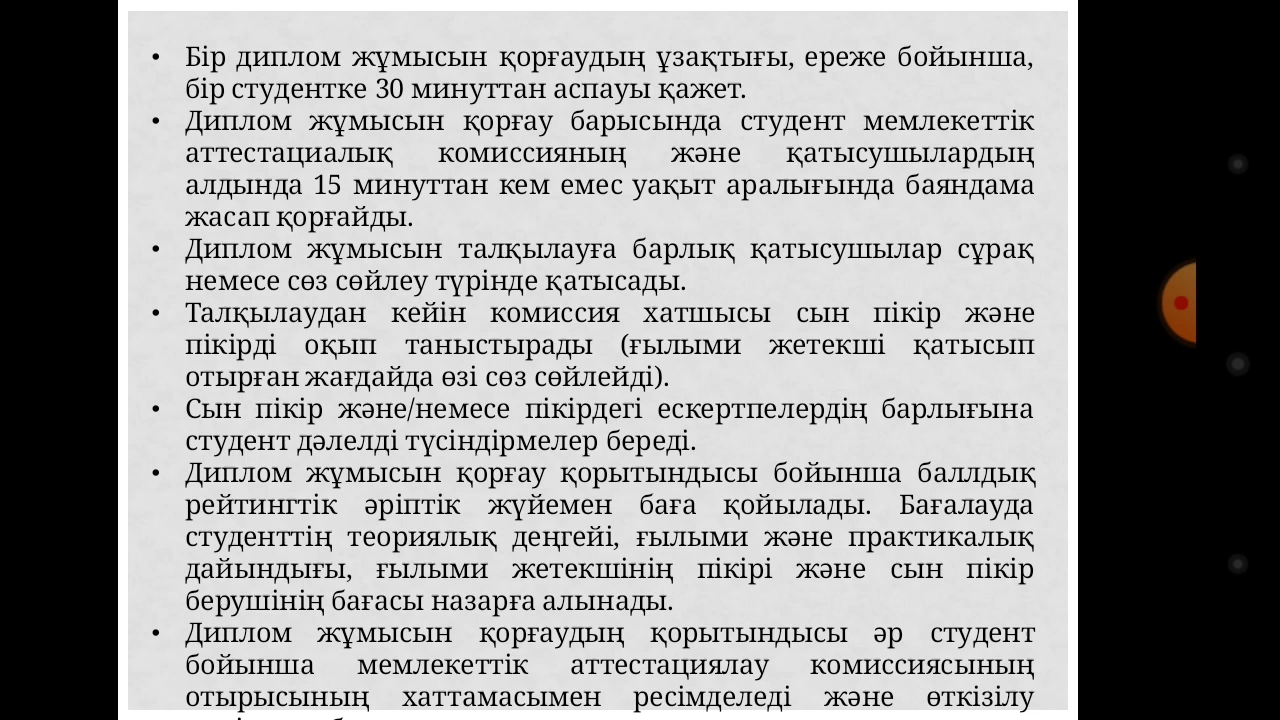 • Бір диплом жұмысын қорғаудың ұзақтығы, ереже бойынша,
бір студентке 30 минуттан аспауы қажет.
• Диплом жұмысын қорғау барысында студент мемлекеттік
аттестациалық комиссияның және қатысушылардың
алдында 15 минуттан кем емес уақыт аралығында баяндама
жасап қорғайды.
• Диплом жұмысын талқылауға барлық қатысушылар сұрақ
немесе сөз сөйлеу түрінде қатысады.
• Талқылаудан кейін комиссия хатшысы сын пікір және
пікірді оқып таныстырады (ғылыми жетекші қатысып
отырған жағдайда өзі сөз сөйлейді).
• Сын пікір және/немесе пікірдегі ескертпелердің барлығына
студент дәлелді түсіндірмелер береді.
• Диплом жұмысын қорғау қорытындысы бойынша баллдық
рейтингтік әріптік жүйемен баға қойылады. Бағалауда
студенттің теориялық деңгейі, ғылыми және практикалық
дайындығы, ғылыми жетекшінің пікірі және сын пікір
берушінің бағасы назарға алынады.
• Диплом жұмысын қорғаудың қорытындысы әр студент
бойынша мемлекеттік аттестациялау комиссиясының
отырысының хаттамасымен ресімделеді және өткізілу